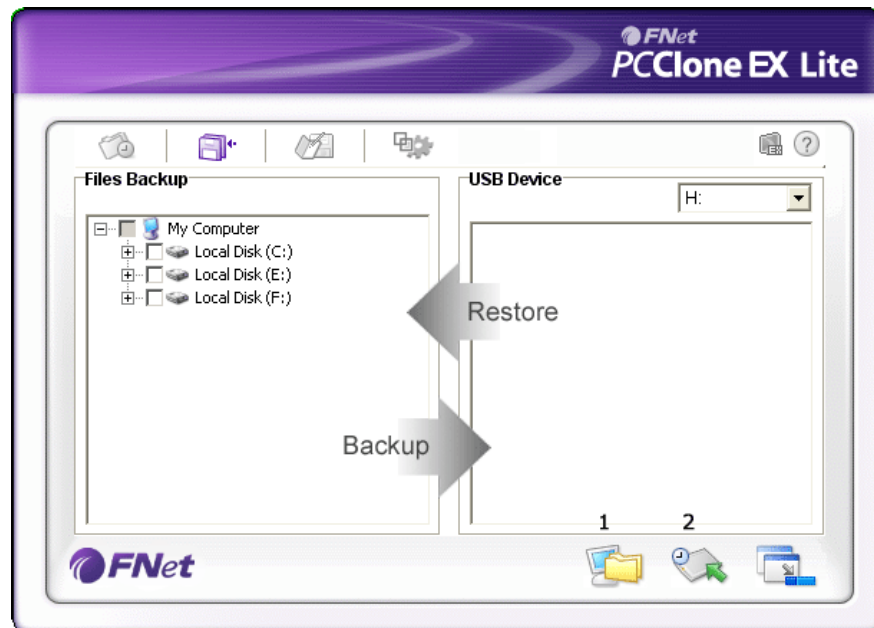 FNet
PCClone EX Lite
Files Backup
USB Device
H:
My Computer
Local Disk (C:)
Local Disk (E:)
Local Disk (F:)
Restore
Backup
1 2
FNet